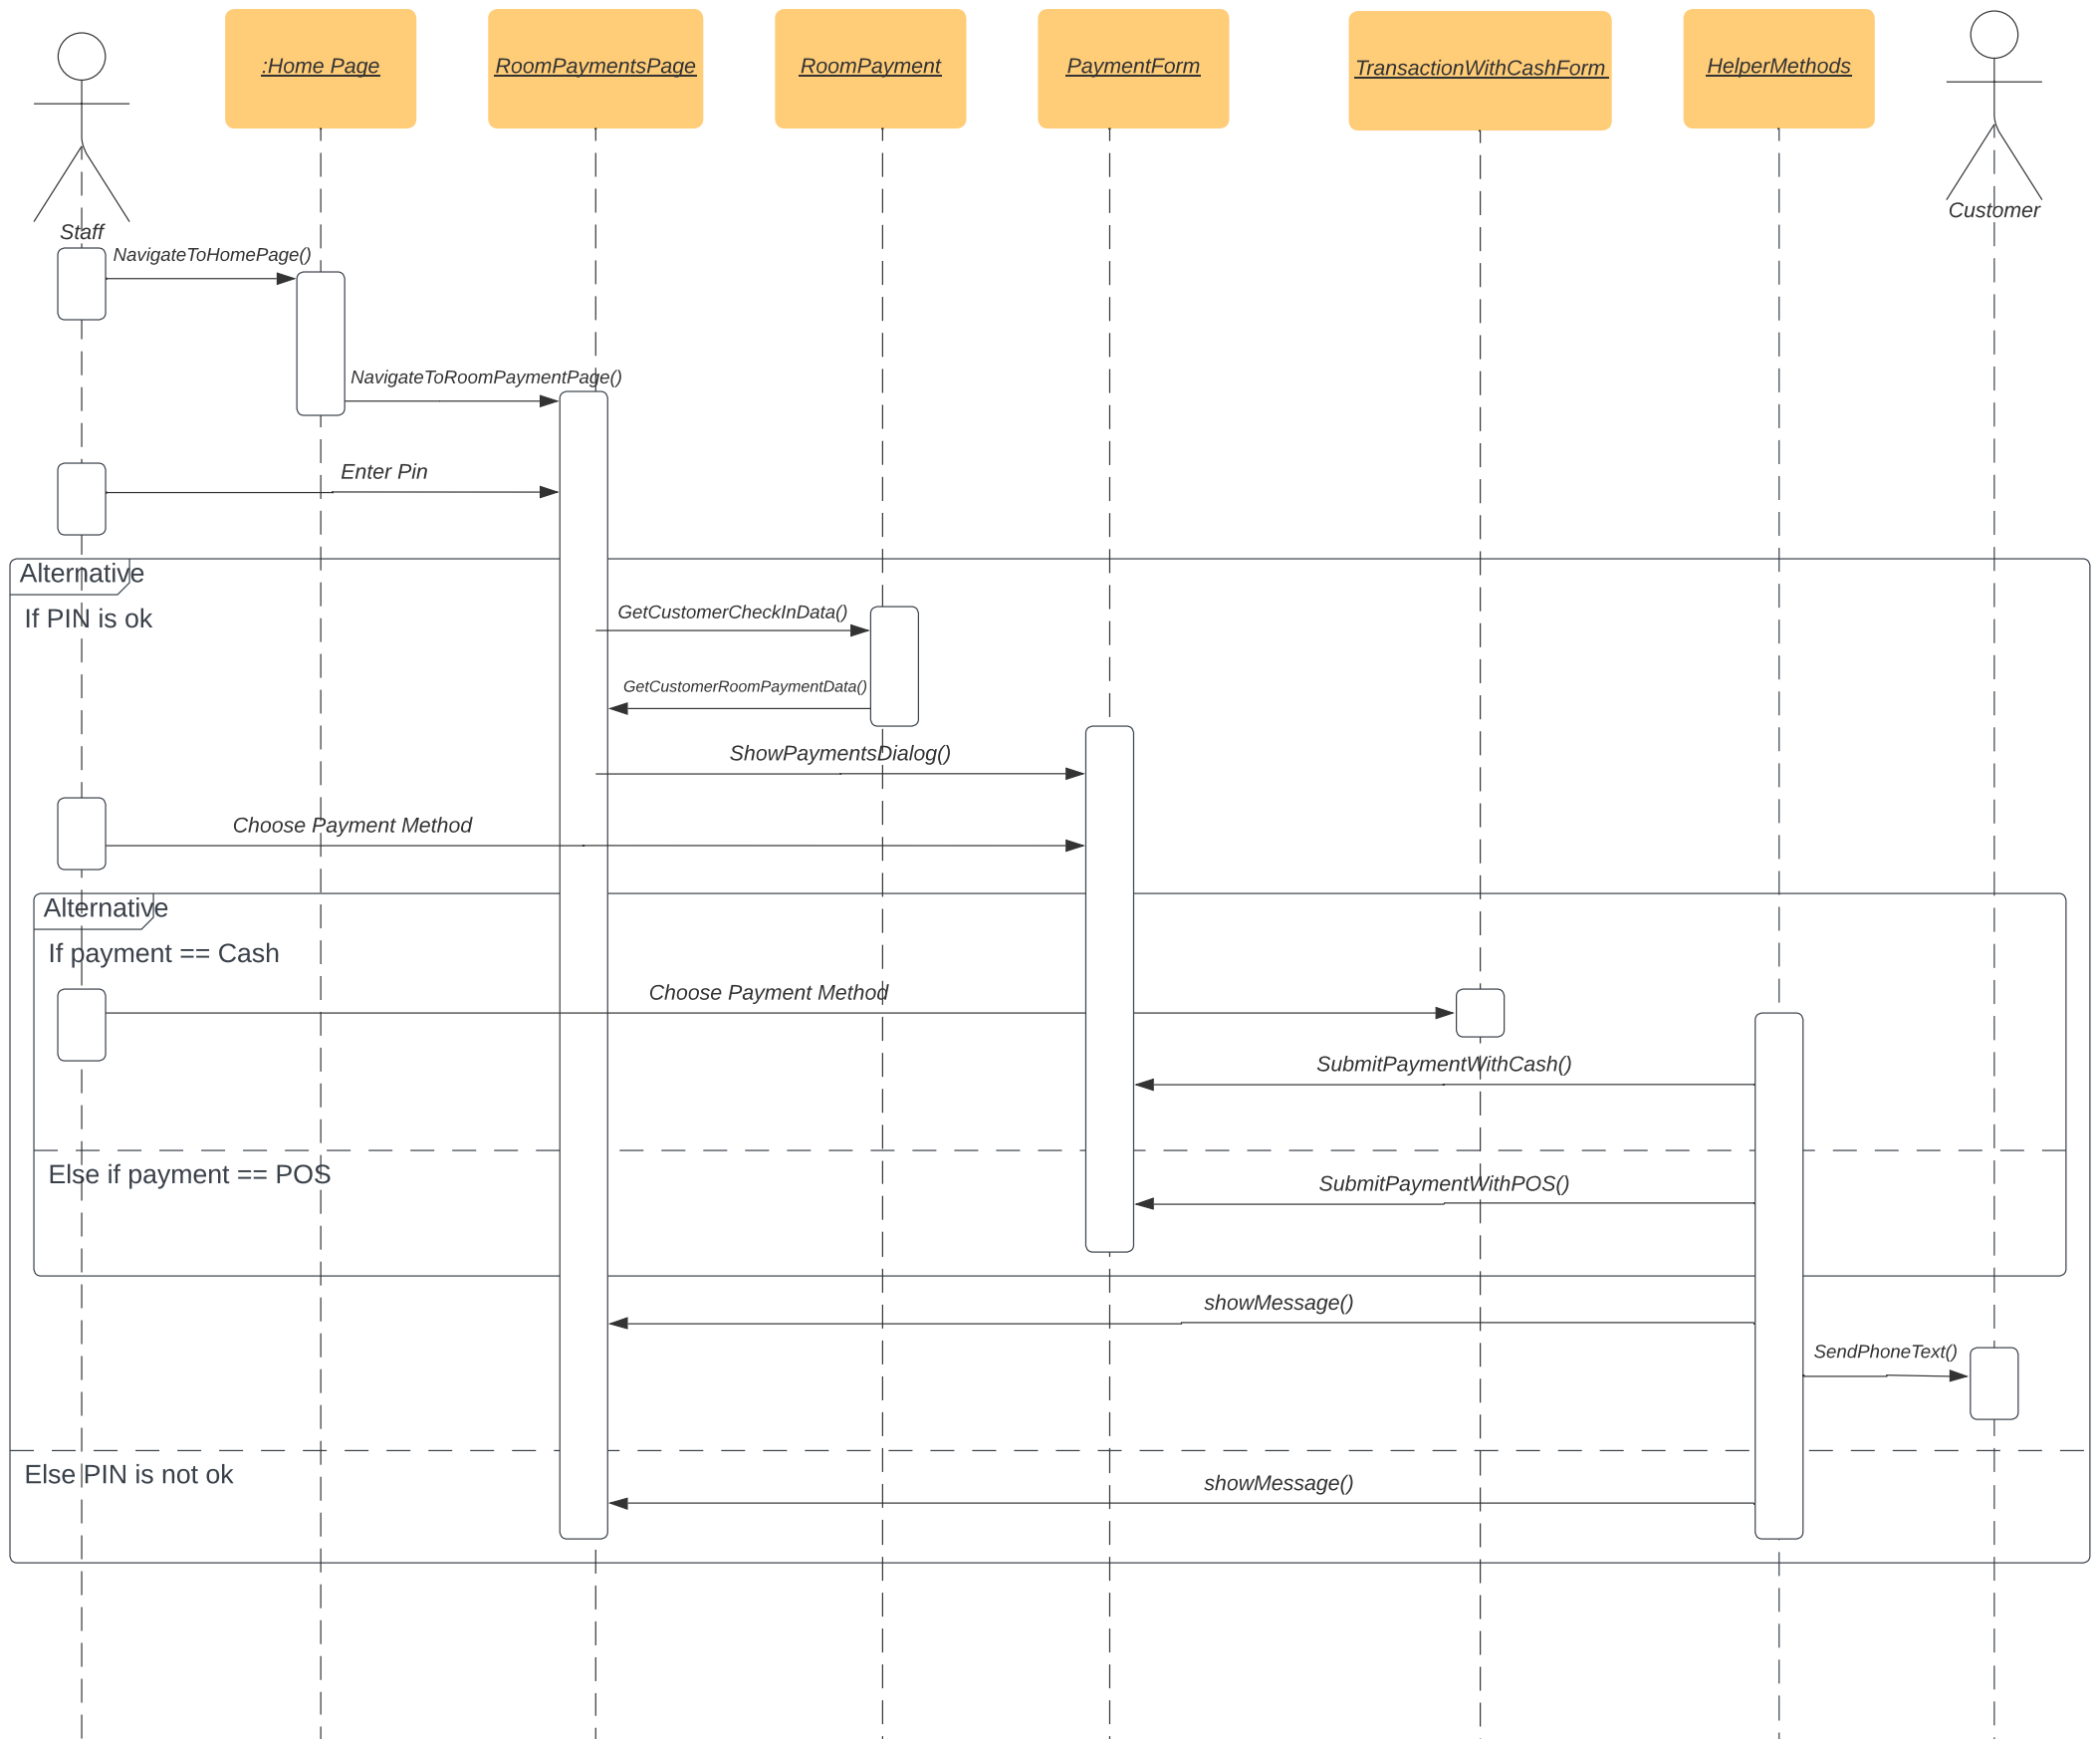 :Home Page
RoomPaymentsPage
RoomPayment
PaymentForm
TransactionWithCashForm
HelperMethods
Staff
Customer
NavigateToHomePage()
NavigateToRoomPaymentPage()
Enter Pin
Alternative
If PIN is ok
GetCustomerCheckInData()
GetCustomerRoomPaymentData()
ShowPaymentsDialog()
Choose Payment Method
Alternative
If payment == Cash
Choose Payment Method
SubmitPaymentWithCash()
Else if payment == POS
SubmitPaymentWithPOS()
showMessage()
SendPhoneText()
Else PIN is not ok
showMessage()